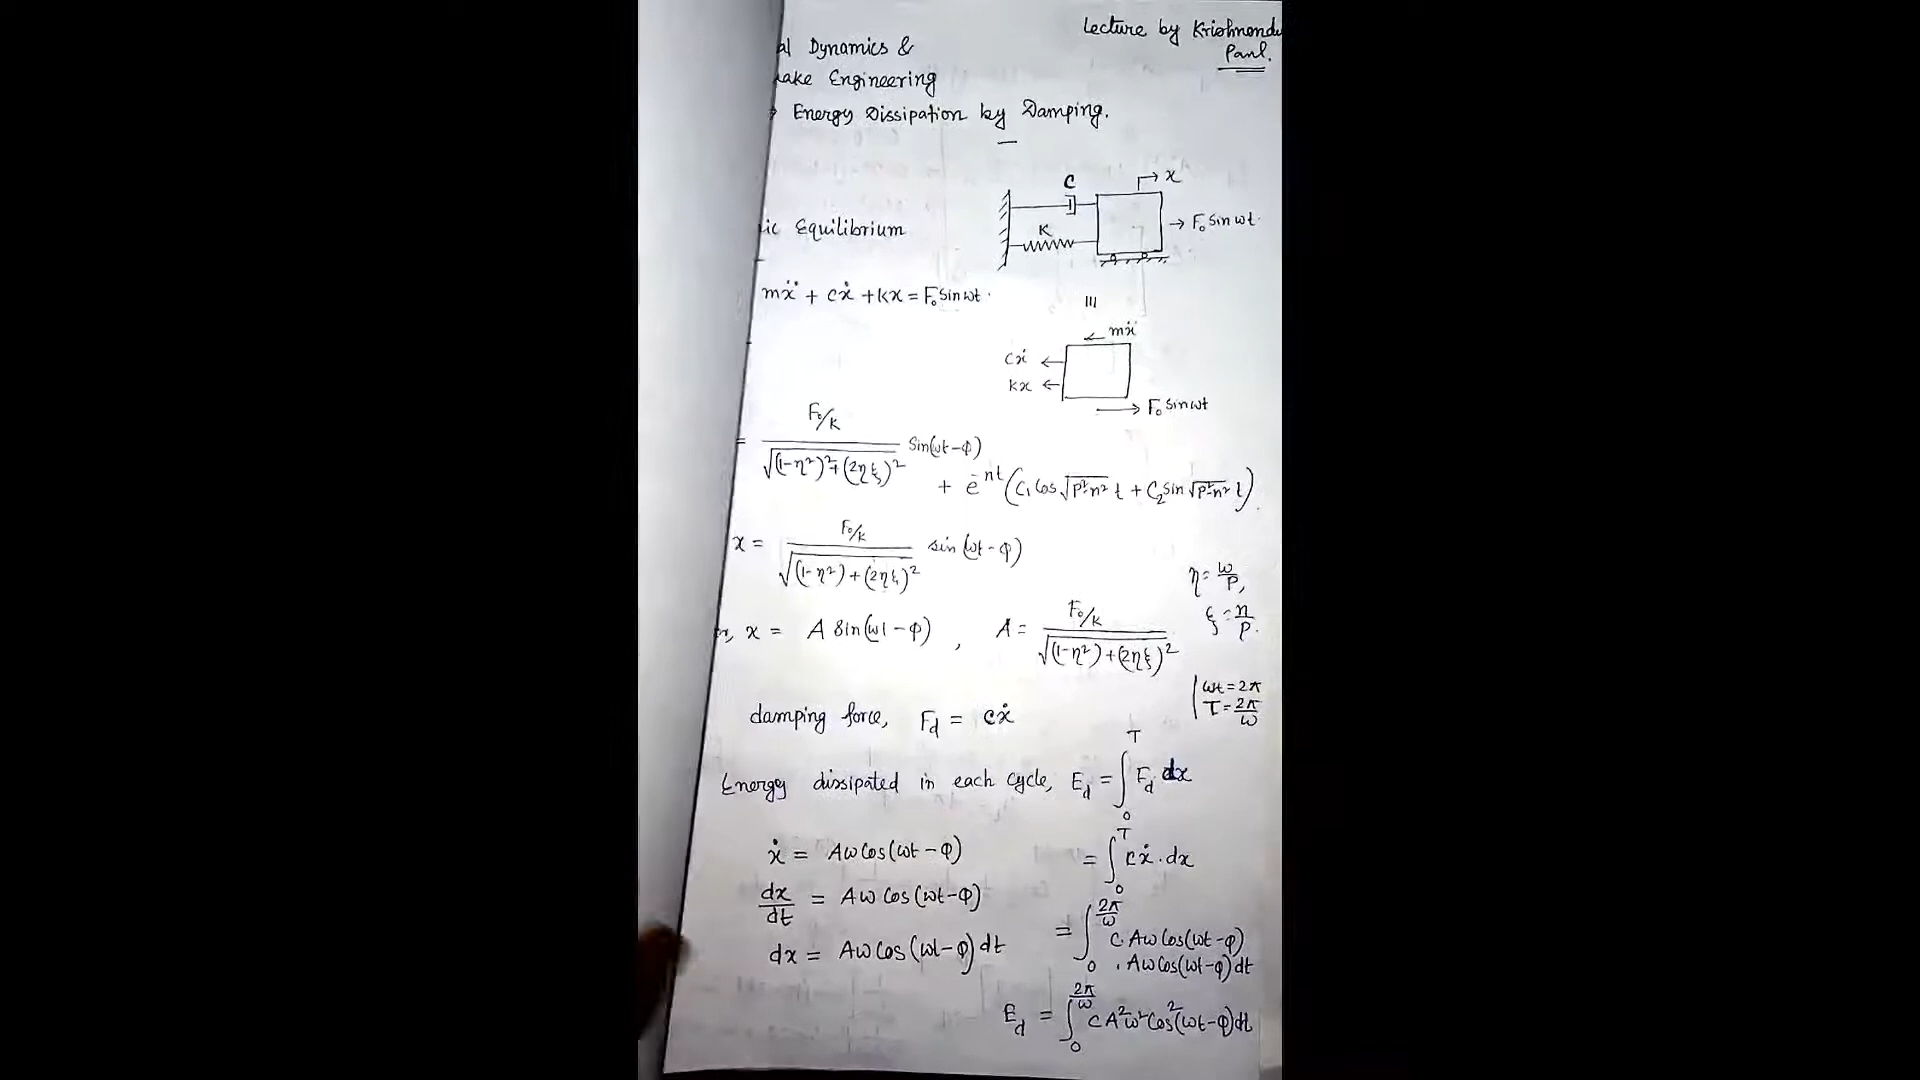 Lecture by Krishnendu
Paul.
al Dynamics &
ake Engineering
Energy Dissipation by Damping.
C
x
K
F₀ Sin ωt.
ic Equilibrium
mẍ + cẋ + kx = F₀ Sin ωt.
III
mẍ
cẋ
kx
F₀ Sin ωt
= F₀/K / √((1-η²)²+(2ηξ)²) Sin(ωt-φ)
+ e^-nt (C₁ Cos √(p²-n²) t + C₂ Sin √(p²-n²) t)
x = F₀/K / √((1-η²)+(2ηξ)²) sin (ωt-φ)
η = ω/p,
ξ = n/p.
x = A Sin(ωt-φ) , A = F₀/K / √((1-η²)+(2ηξ)²)
ωt = 2π
T = 2π/ω
damping force, F_d = cẋ
Energy dissipated in each cycle, E_d = ∫₀^T F_d dx
ẋ = Aω Cos(ωt-φ)
= ∫₀^T cẋ.dx
dx/dt = Aω Cos(ωt-φ)
= ∫₀^(2π/ω) C. Aω Cos(ωt-φ)
. Aω Cos(ωt-φ) dt
dx = Aω Cos(ωt-φ) dt
E_d = ∫₀^(2π/ω) C A² ω² Cos²(ωt-φ) dt